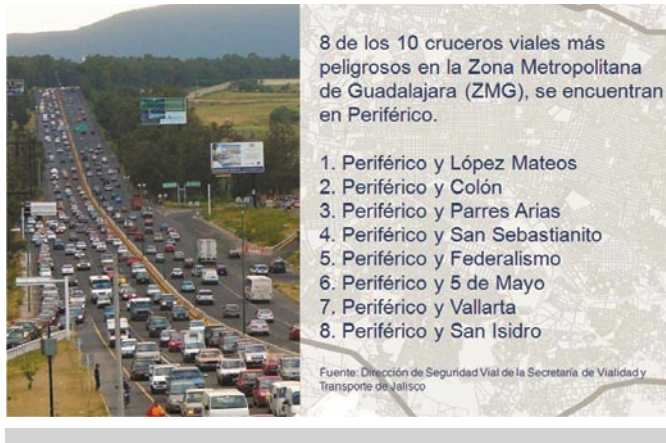 8 de los 10 cruceros viales más
peligrosos en la Zona Metropolitana
de Guadalajara (ZMG), se encuentran
en Periférico.
1. Periférico y López Mateos
2. Periférico y Colón
3. Periférico y Parres Arias
4. Periférico y San Sebastianito
5. Periférico y Federalismo
6. Periférico y 5 de Mayo
7. Periférico y Vallarta
8. Periférico y San Isidro
Fuente: Dirección de Seguridad Vial de la Secretaría de Vialidad y
Transporte de Jalisco